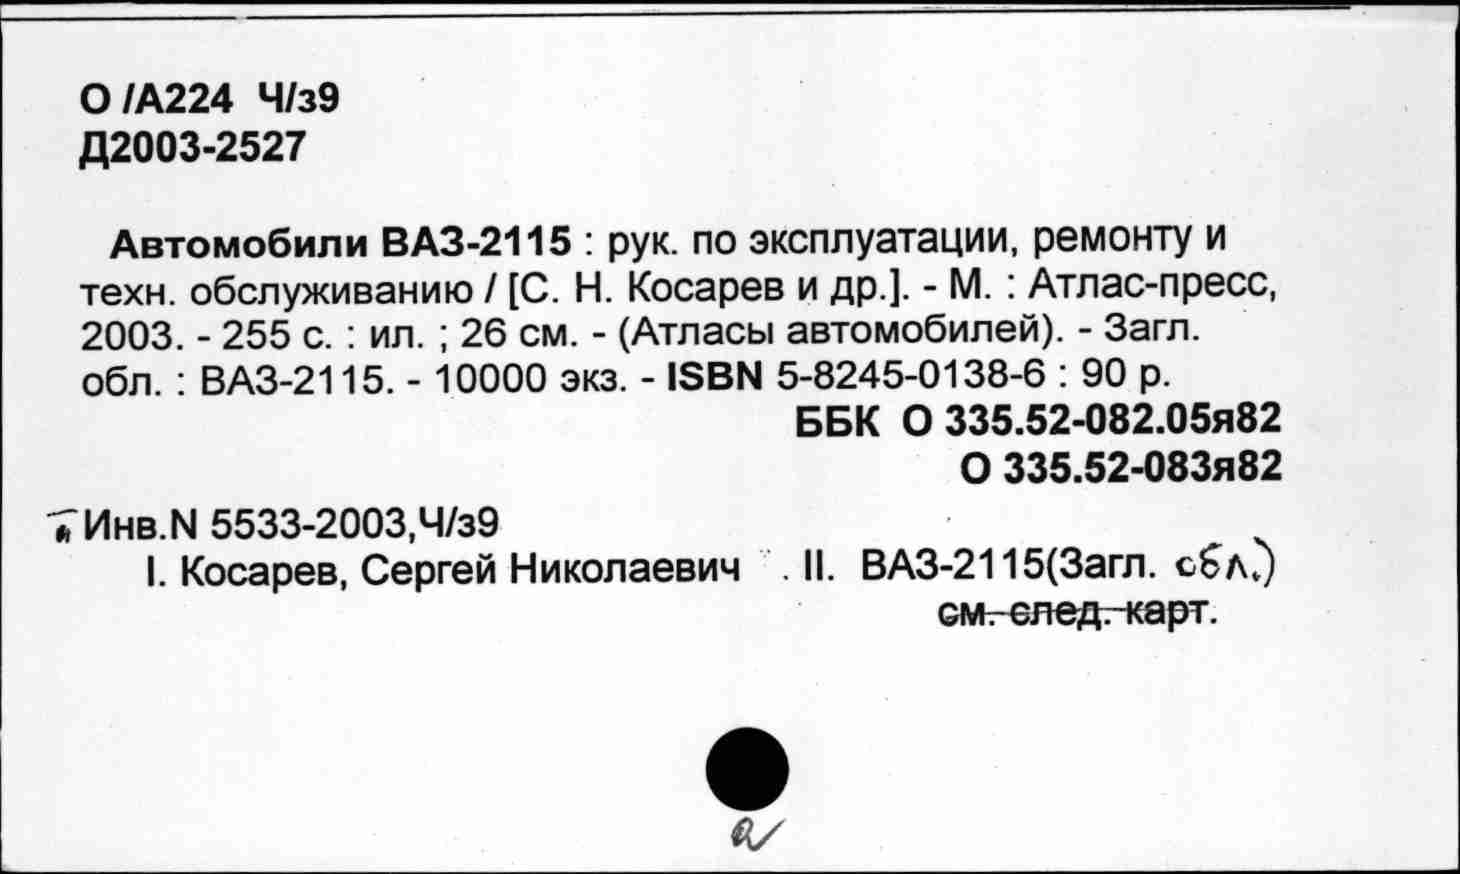 О /А224 Ч/з9
Д2003-2527
Автомобили ВАЗ-2115 : рук. по эксплуатации, ремонту и
техн. обслуживанию / [С. Н. Косарев и др.]. - М. : Атлас-пресс,
2003. - 255 с. : ил. ; 26 см. - (Атласы автомобилей). - Загл.
обл. : ВАЗ-2115. - 10000 экз. - ISBN 5-8245-0138-6 : 90 р.
ББК О 335.52-082.05я82
О 335.52-083я82
Инв.N 5533-2003,Ч/з9
I. Косарев, Сергей Николаевич . II. ВАЗ-2115(Загл. обл.)
см. след. карт.
а